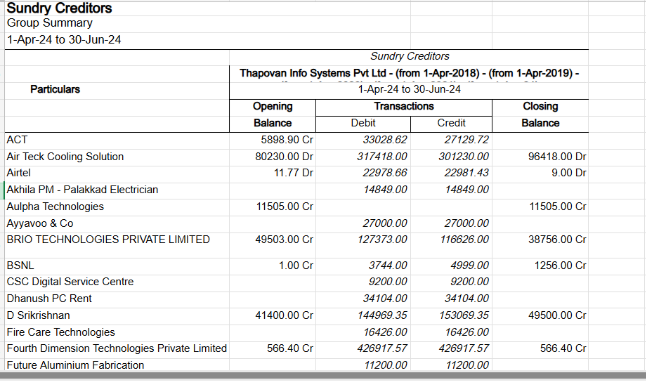 Sundry Creditors
Group Summary
1-Apr-24 to 30-Jun-24
Sundry Creditors
Thapovan Info Systems Pvt Ltd - (from 1-Apr-2018) - (from 1-Apr-2019) -
Particulars 1-Apr-24 to 30-Jun-24
Opening Transactions Closing
Balance Debit Credit Balance
ACT 5898.90 Cr 33028.62 27129.72
Air Teck Cooling Solution 80230.00 Dr 317418.00 301230.00 96418.00 Dr
Airtel 11.77 Dr 22978.66 22981.43 9.00 Dr
Akhila PM - Palakkad Electrician 14849.00 14849.00
Aulpha Technologies 11505.00 Cr 11505.00 Cr
Ayyavoo & Co 27000.00 27000.00
BRIO TECHNOLOGIES PRIVATE LIMITED 49503.00 Cr 127373.00 116626.00 38756.00 Cr
BSNL 1.00 Cr 3744.00 4999.00 1256.00 Cr
CSC Digital Service Centre 9200.00 9200.00
Dhanush PC Rent 34104.00 34104.00
D Srikrishnan 41400.00 Cr 144969.35 153069.35 49500.00 Cr
Fire Care Technologies 16426.00 16426.00
Fourth Dimension Technologies Private Limited 566.40 Cr 426917.57 426917.57 566.40 Cr
Future Aluminium Fabrication 11200.00 11200.00